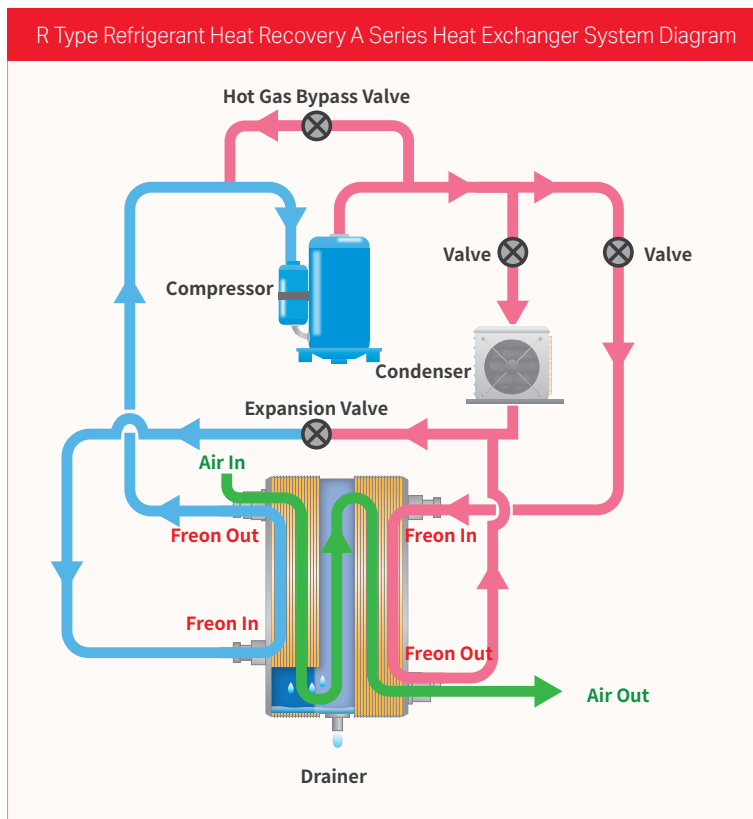 R Type Refrigerant Heat Recovery A Series Heat Exchanger System Diagram
Hot Gas Bypass Valve
Valve
Valve
Compressor
Condenser
Expansion Valve
Air In
Freon Out
Freon In
Freon In
Freon Out
Air Out
Drainer